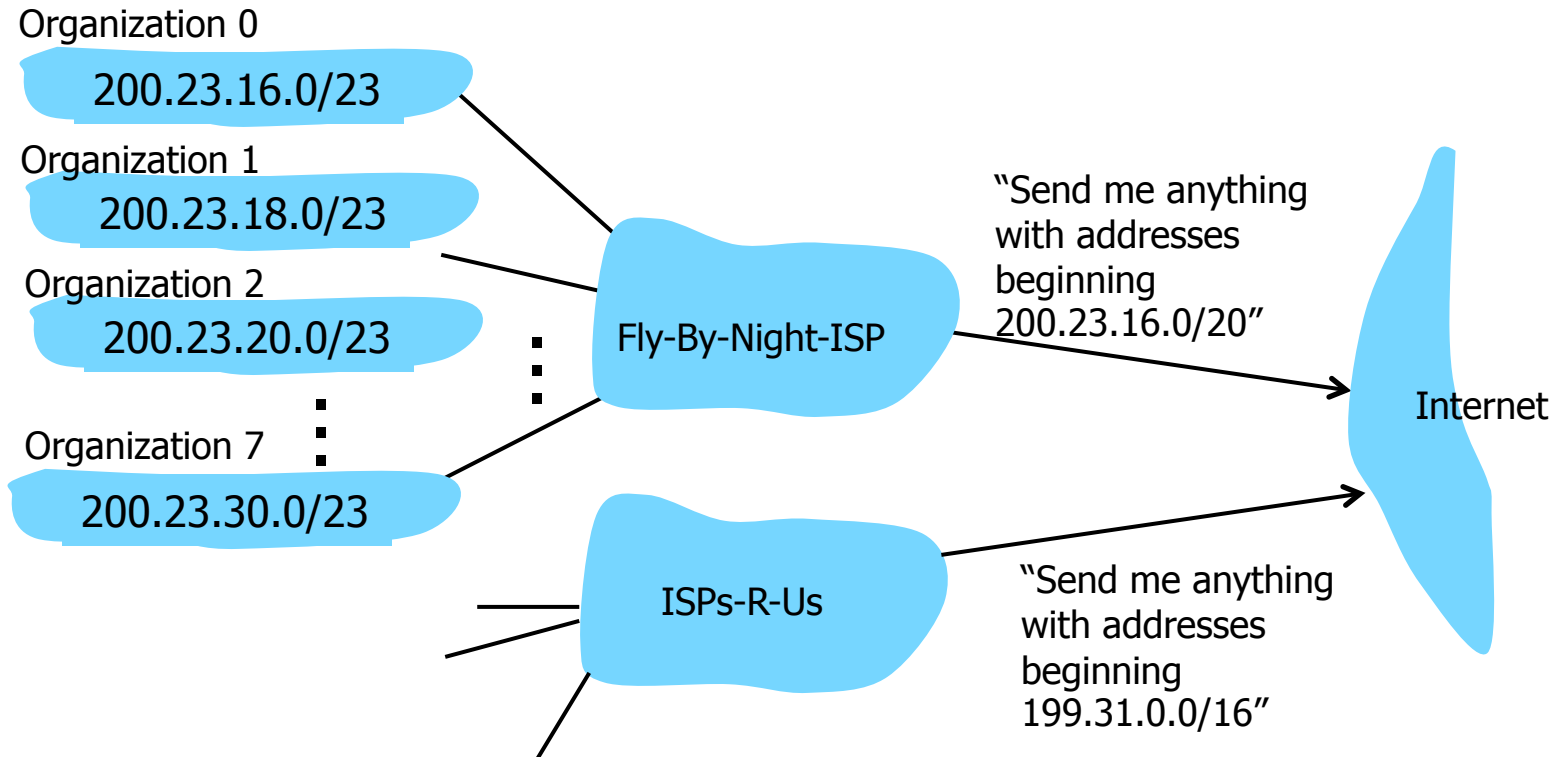 Organization 0
200.23.16.0/23
Organization 1
200.23.18.0/23
Organization 2
200.23.20.0/23
Organization 7
200.23.30.0/23
Fly-By-Night-ISP
“Send me anything
with addresses
beginning
200.23.16.0/20”
Internet
ISPs-R-Us
“Send me anything
with addresses
beginning
199.31.0.0/16”